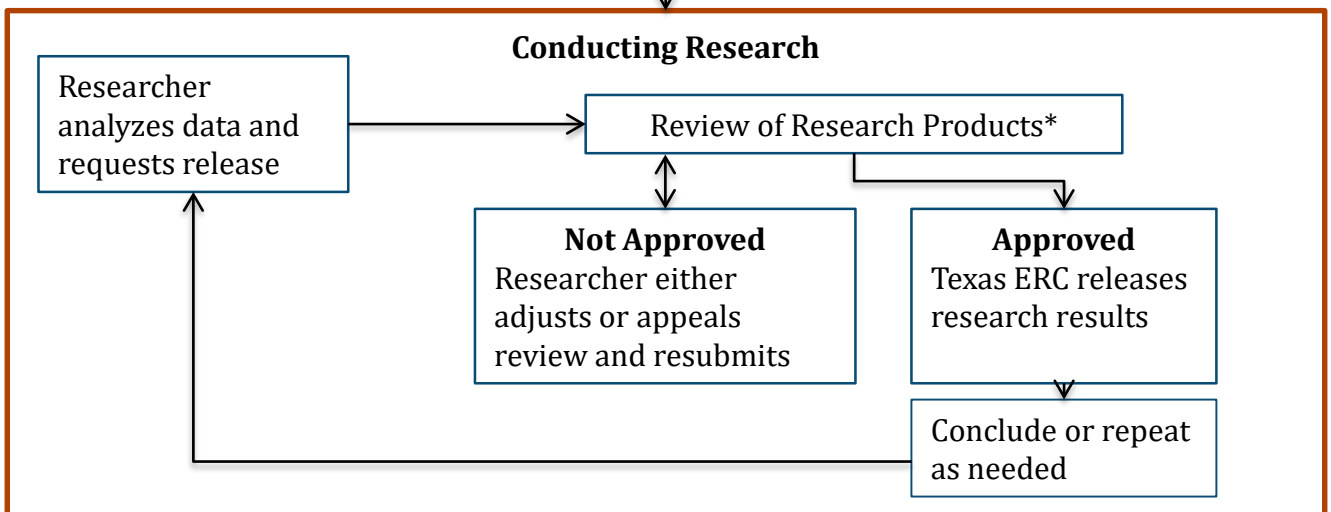 Conducting Research
Researcher
analyzes data and
requests release
Review of Research Products*
Not Approved
Researcher either
adjusts or appeals
review and resubmits
Approved
Texas ERC releases
research results
Conclude or repeat
as needed